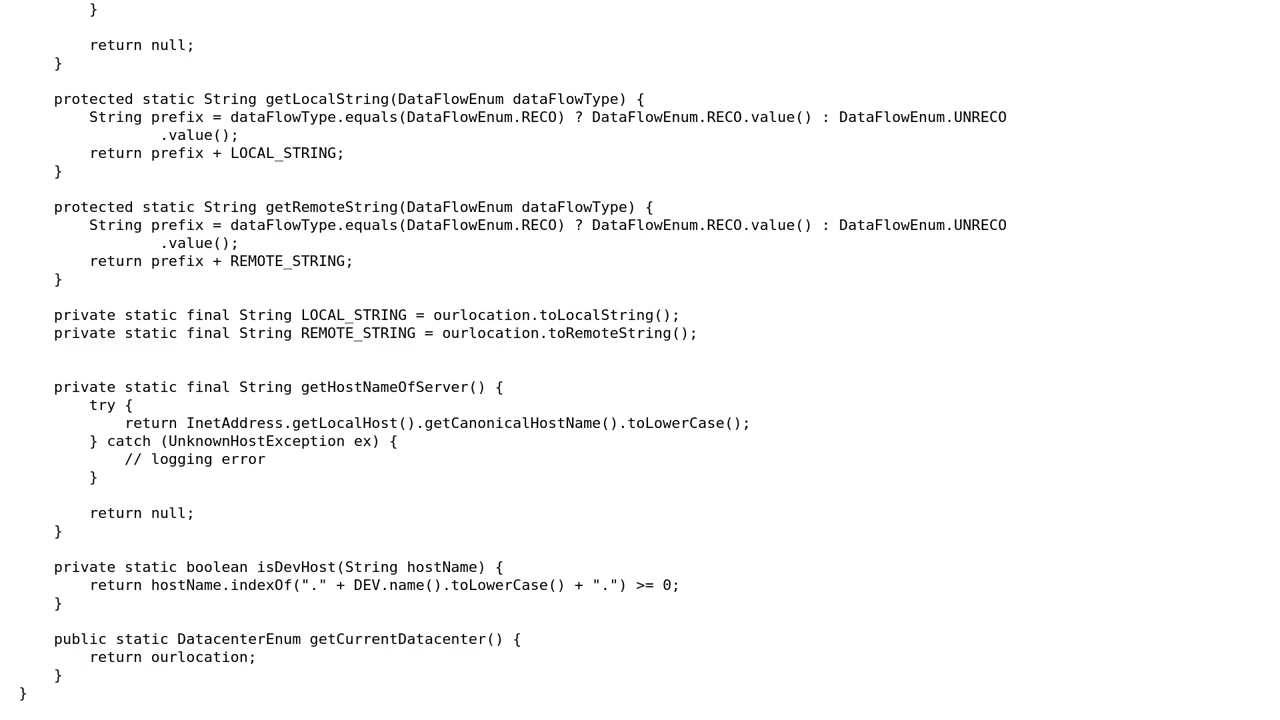 }

        return null;
    }

    protected static String getLocalString(DataFlowEnum dataFlowType) {
        String prefix = dataFlowType.equals(DataFlowEnum.RECO) ? DataFlowEnum.RECO.value() : DataFlowEnum.UNRECO
                .value();
        return prefix + LOCAL_STRING;
    }

    protected static String getRemoteString(DataFlowEnum dataFlowType) {
        String prefix = dataFlowType.equals(DataFlowEnum.RECO) ? DataFlowEnum.RECO.value() : DataFlowEnum.UNRECO
                .value();
        return prefix + REMOTE_STRING;
    }

    private static final String LOCAL_STRING = ourlocation.toLocalString();
    private static final String REMOTE_STRING = ourlocation.toRemoteString();


    private static final String getHostNameOfServer() {
        try {
            return InetAddress.getLocalHost().getCanonicalHostName().toLowerCase();
        } catch (UnknownHostException ex) {
            // logging error
        }

        return null;
    }

    private static boolean isDevHost(String hostName) {
        return hostName.indexOf("." + DEV.name().toLowerCase() + ".") >= 0;
    }

    public static DatacenterEnum getCurrentDatacenter() {
        return ourlocation;
    }
}